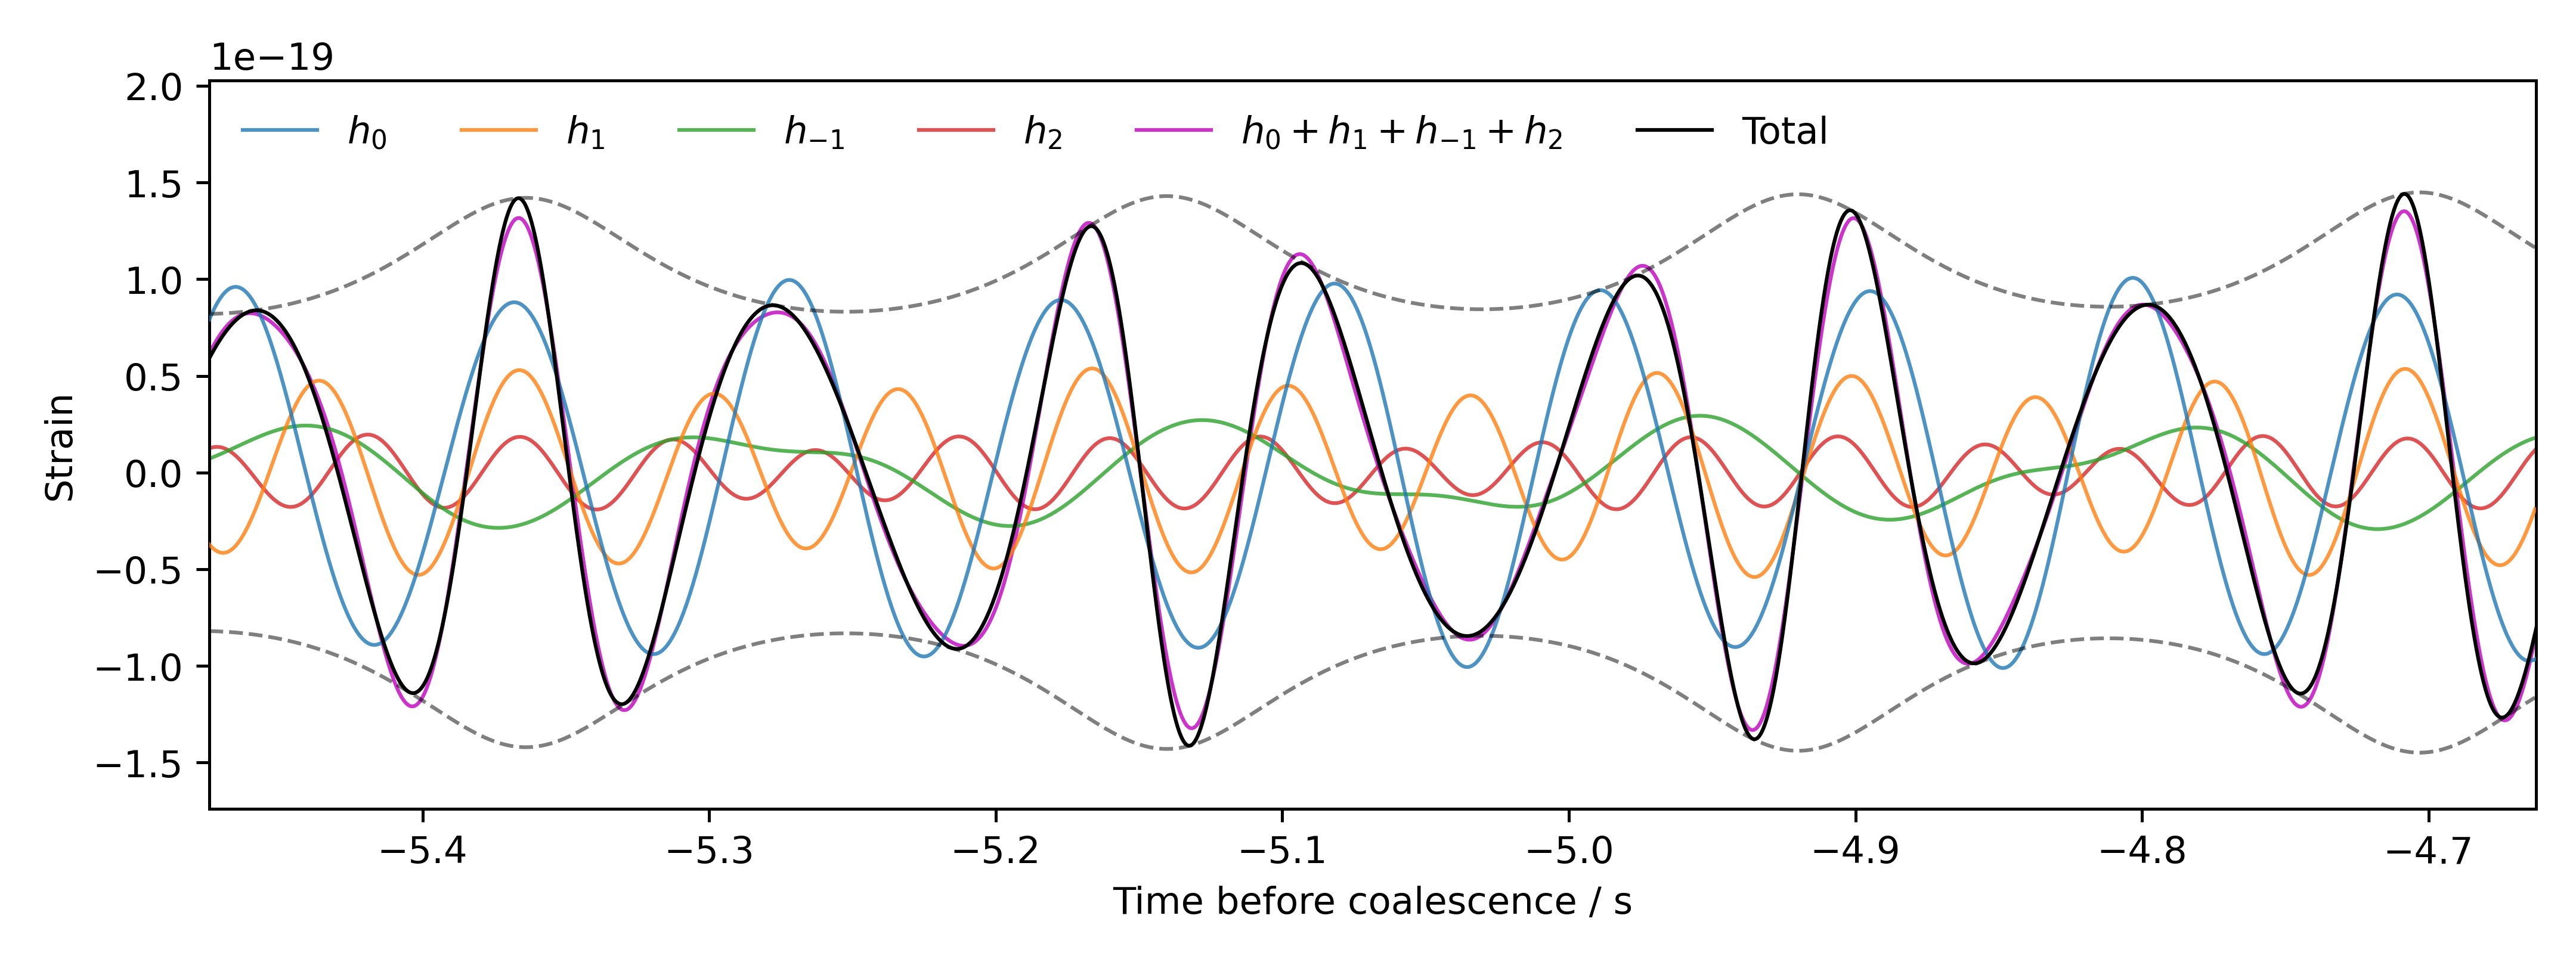 1e−19
h₀ h₁ h₋₁ h₂ h₀ + h₁ + h₋₁ + h₂ Total
2.0
1.5
1.0
0.5
0.0
−0.5
−1.0
−1.5
Strain
−5.4 −5.3 −5.2 −5.1 −5.0 −4.9 −4.8 −4.7
Time before coalescence / s